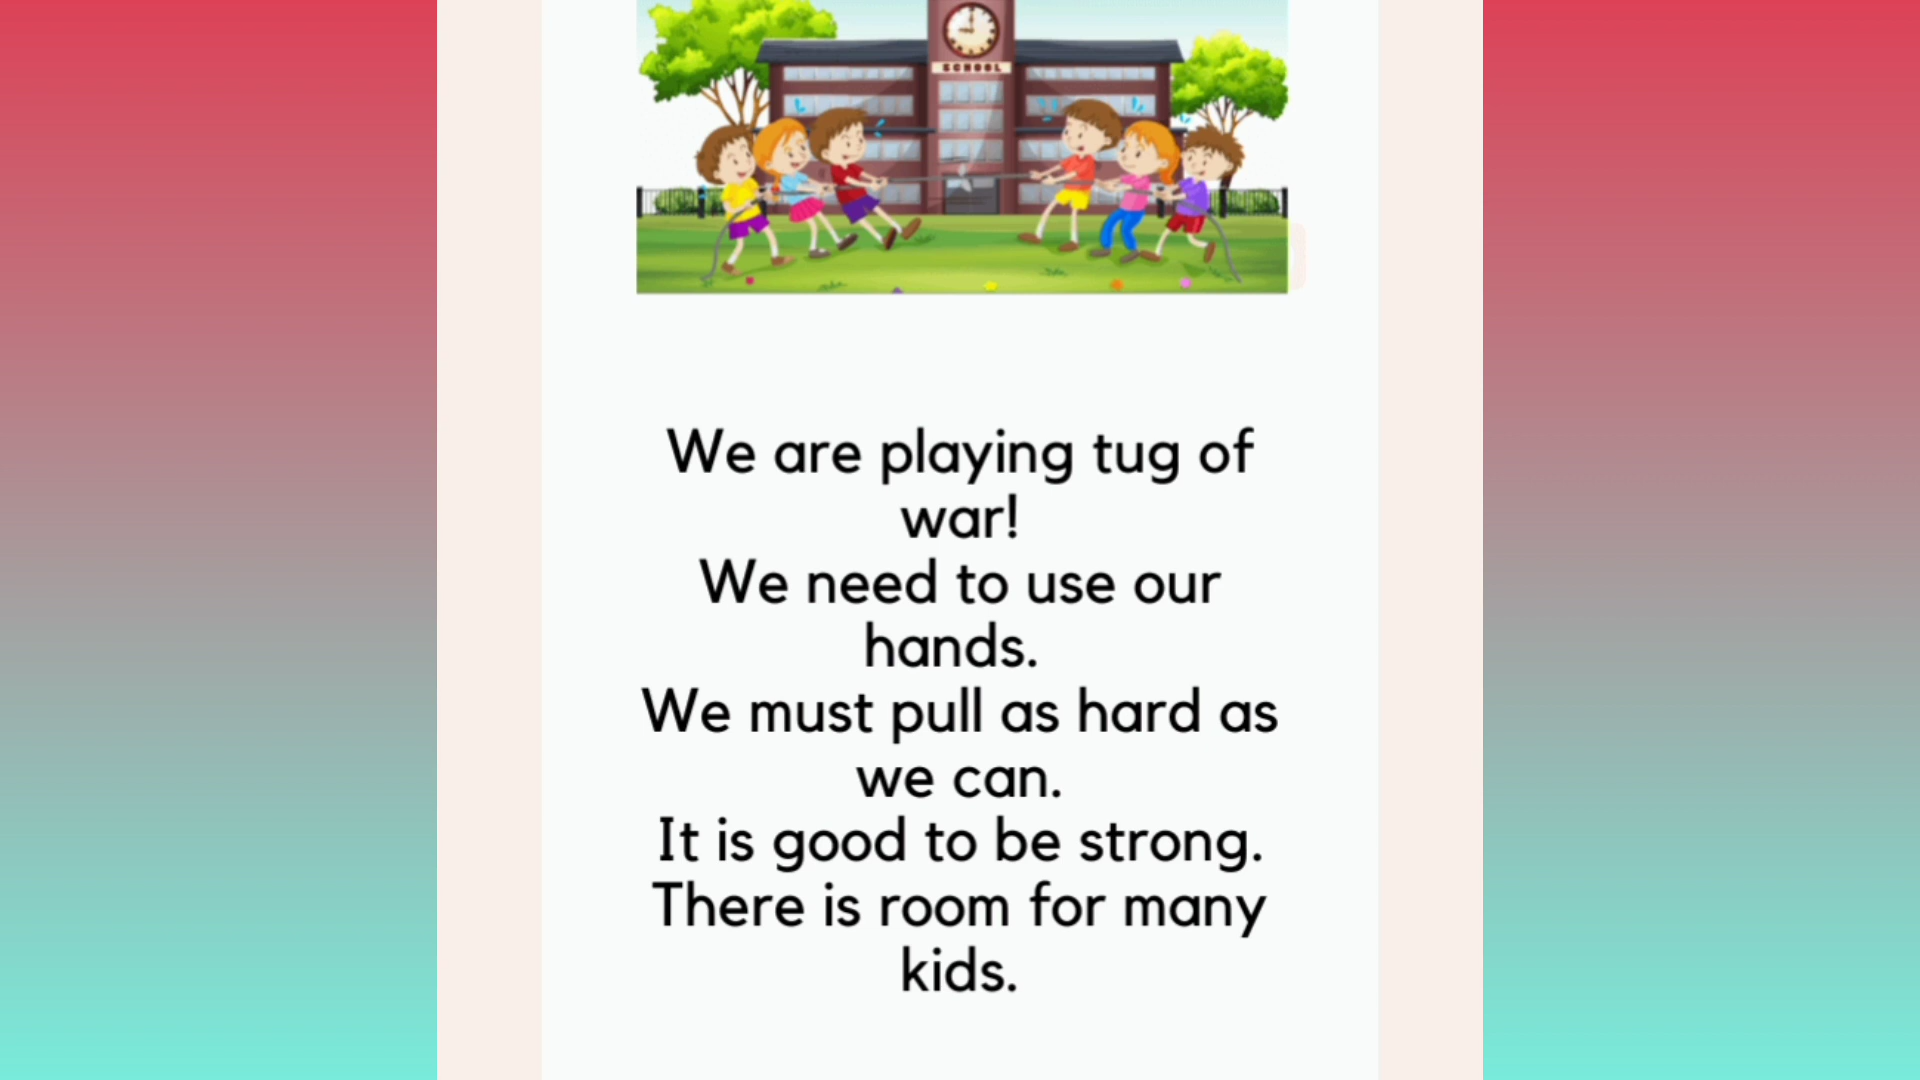 SCHOOL
We are playing tug of
war!
We need to use our
hands.
We must pull as hard as
we can.
It is good to be strong.
There is room for many
kids.